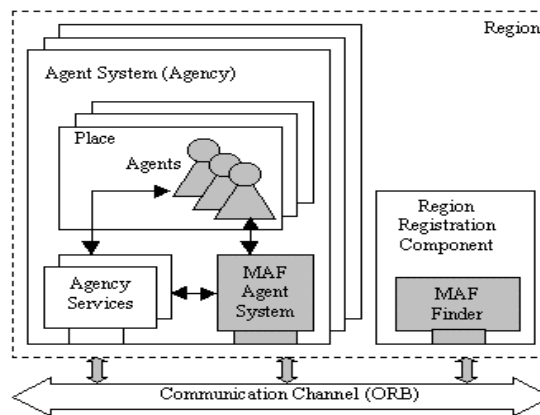 Region
Agent System (Agency)
Place
Agents
Agency
Services
MAF
Agent
System
Region
Registration
Component
MAF
Finder
Communication Channel (ORB)